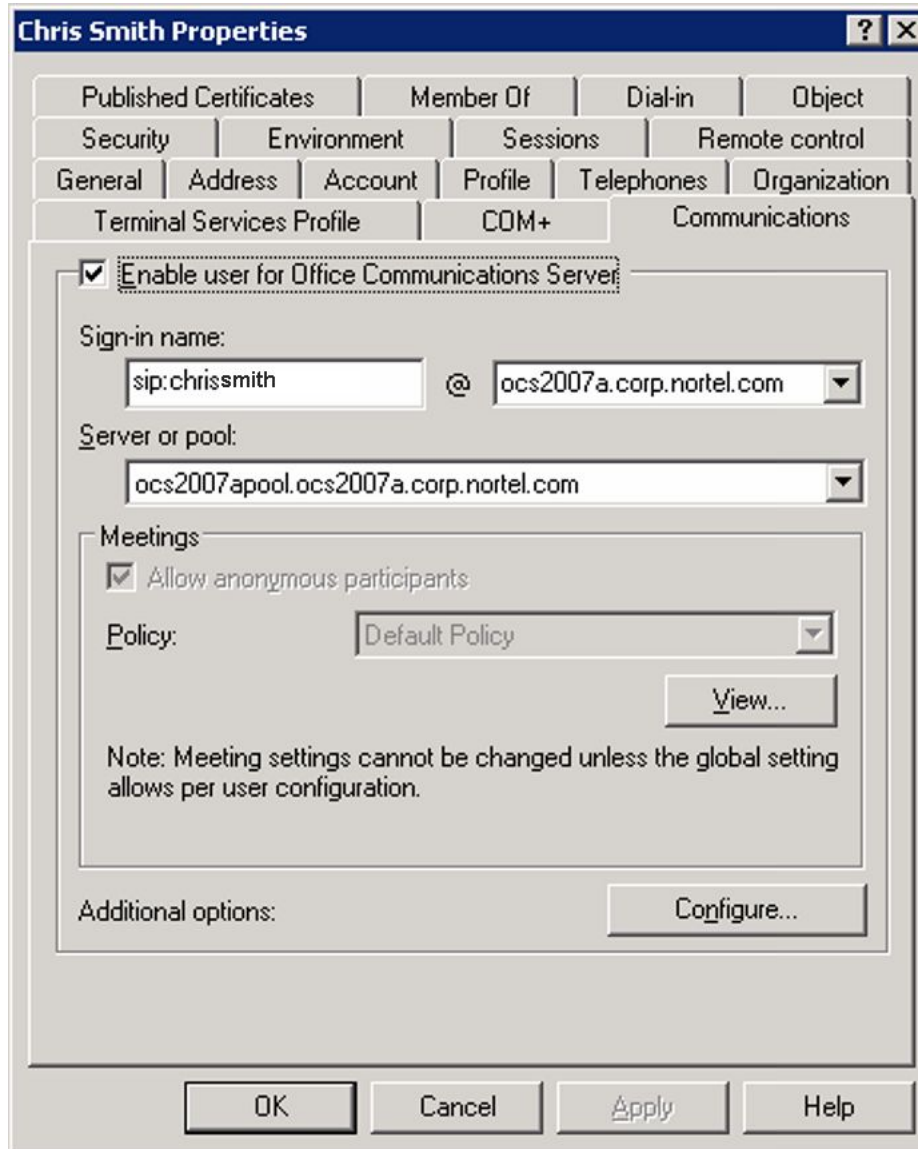 Chris Smith Properties
Published Certificates Member Of Dial-in Object
Security Environment Sessions Remote control
General Address Account Profile Telephones Organization
Terminal Services Profile COM+ Communications
Enable user for Office Communications Server
Sign-in name:
sip:chrissmith @ ocs2007a.corp.nortel.com
Server or pool:
ocs2007apool.ocs2007a.corp.nortel.com
Meetings
Allow anonymous participants
Policy: Default Policy
View...
Note: Meeting settings cannot be changed unless the global setting
allows per user configuration.
Additional options: Configure...
OK Cancel Apply Help